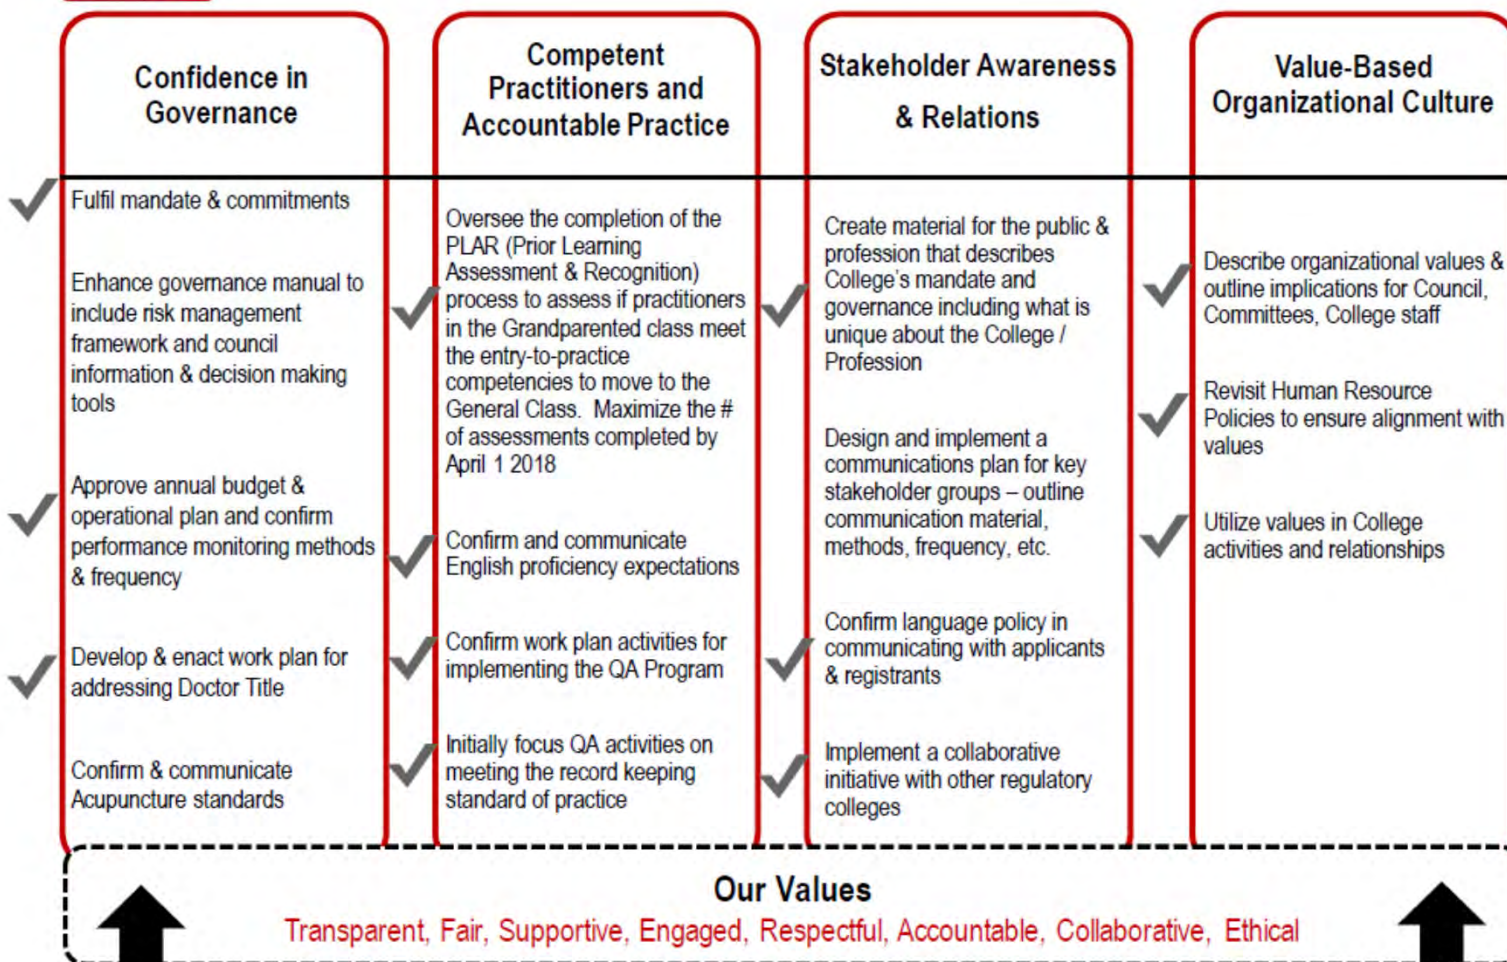 Confidence in
Governance
Fulfil mandate & commitments
Enhance governance manual to
include risk management
framework and council
information & decision making
tools
Approve annual budget &
operational plan and confirm
performance monitoring methods
& frequency
Develop & enact work plan for
addressing Doctor Title
Confirm & communicate
Acupuncture standards
Competent
Practitioners and
Accountable Practice
Oversee the completion of the
PLAR (Prior Learning
Assessment & Recognition)
process to assess if practitioners
in the Grandparented class meet
the entry-to-practice
competencies to move to the
General Class. Maximize the #
of assessments completed by
April 1 2018
Confirm and communicate
English proficiency expectations
Confirm work plan activities for
implementing the QA Program
Initially focus QA activities on
meeting the record keeping
standard of practice
Stakeholder Awareness
& Relations
Create material for the public &
profession that describes
College's mandate and
governance including what is
unique about the College /
Profession
Design and implement a
communications plan for key
stakeholder groups – outline
communication material,
methods, frequency, etc.
Confirm language policy in
communicating with applicants
& registrants
Implement a collaborative
initiative with other regulatory
colleges
Value-Based
Organizational Culture
Describe organizational values &
outline implications for Council,
Committees, College staff
Revisit Human Resource
Policies to ensure alignment with
values
Utilize values in College
activities and relationships
Our Values
Transparent, Fair, Supportive, Engaged, Respectful, Accountable, Collaborative, Ethical